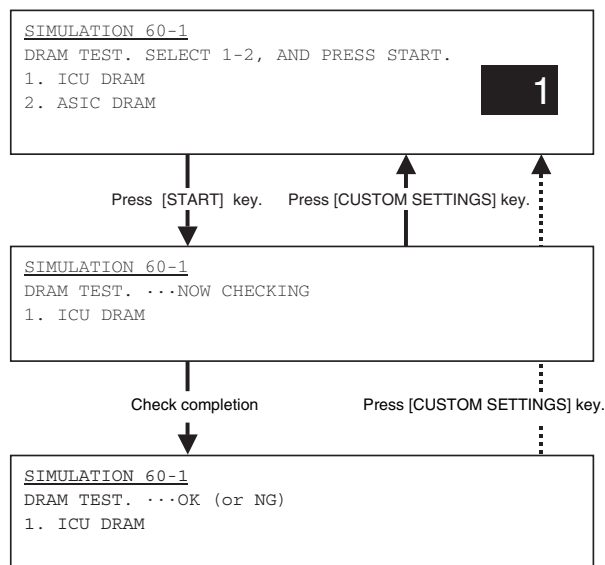 SIMULATION 60-1
DRAM TEST. SELECT 1-2, AND PRESS START.
1. ICU DRAM
2. ASIC DRAM
1
Press [START] key.
Press [CUSTOM SETTINGS] key.
SIMULATION 60-1
DRAM TEST. ···NOW CHECKING
1. ICU DRAM
Check completion
Press [CUSTOM SETTINGS] key.
SIMULATION 60-1
DRAM TEST. ···OK (or NG)
1. ICU DRAM